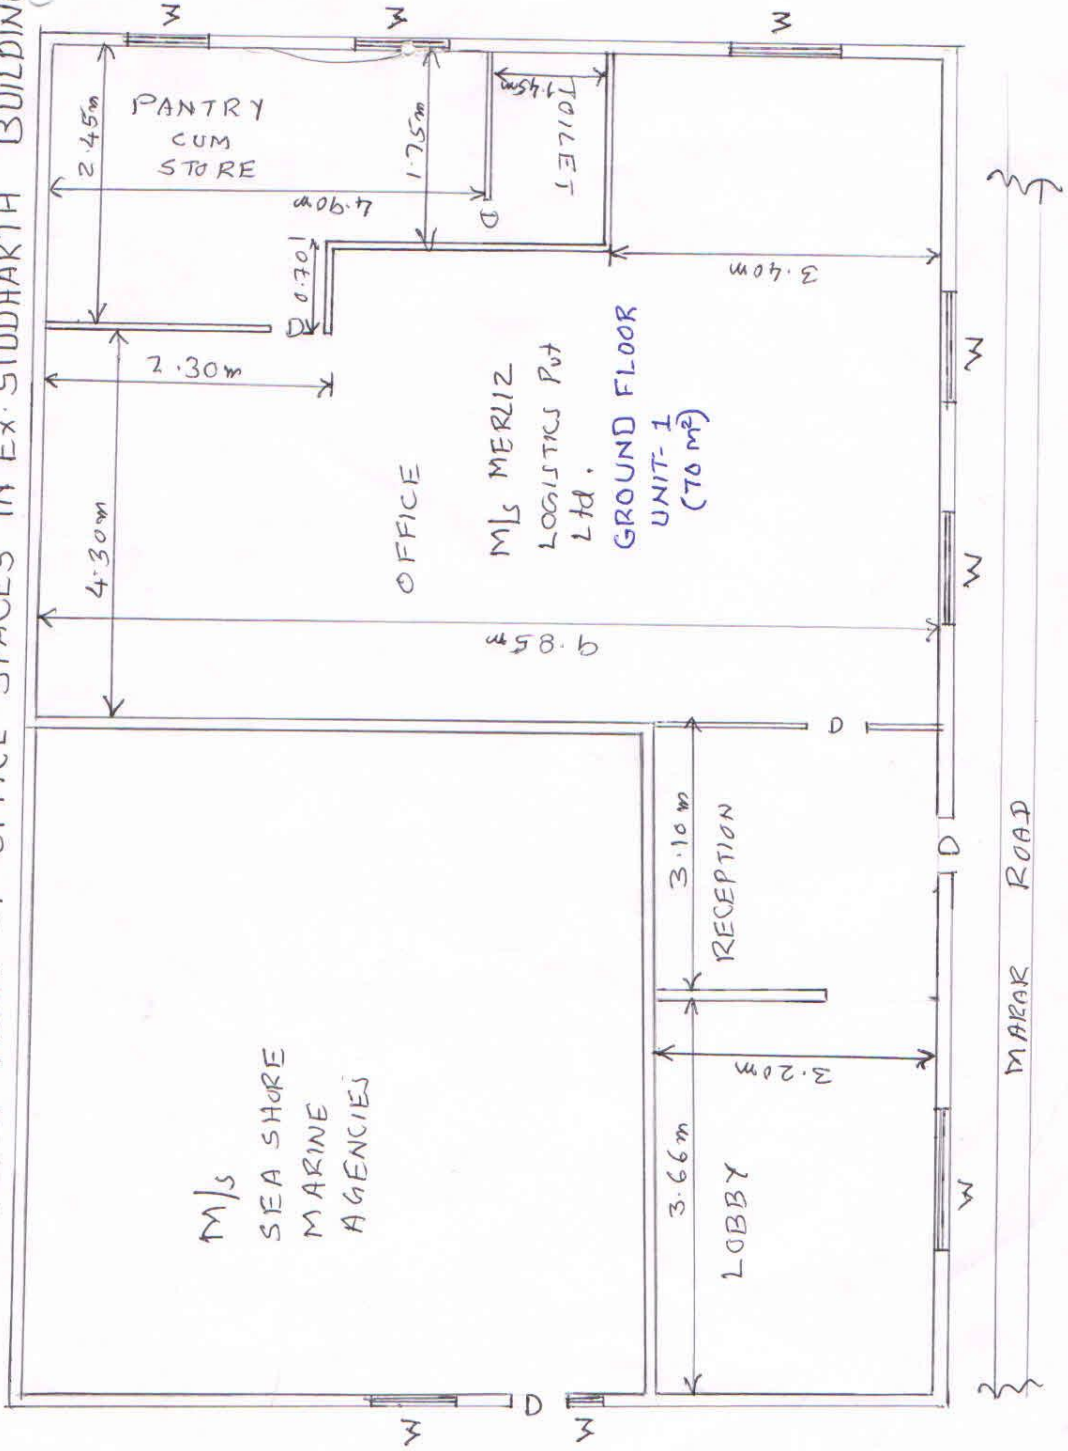 OFFICE SPACES IN EX. SIDDHARTH BUILDING
M/s
SEA SHORE
MARINE
AGENCIES
4.30m
2.45m
PANTRY
CUM
STORE
4.90m
1.75m
0.70
D
D
1.45m
TOILET
2.30m
OFFICE
M/s MERLIZ
LOGISTICS Pvt
Ltd.
GROUND FLOOR
UNIT-1
(70 m²)
9.85m
3.40m
3.66m
3.10m
LOBBY
RECEPTION
3.20m
D
D
D
W
W
W
W
W
W
W
W
MARAR ROAD